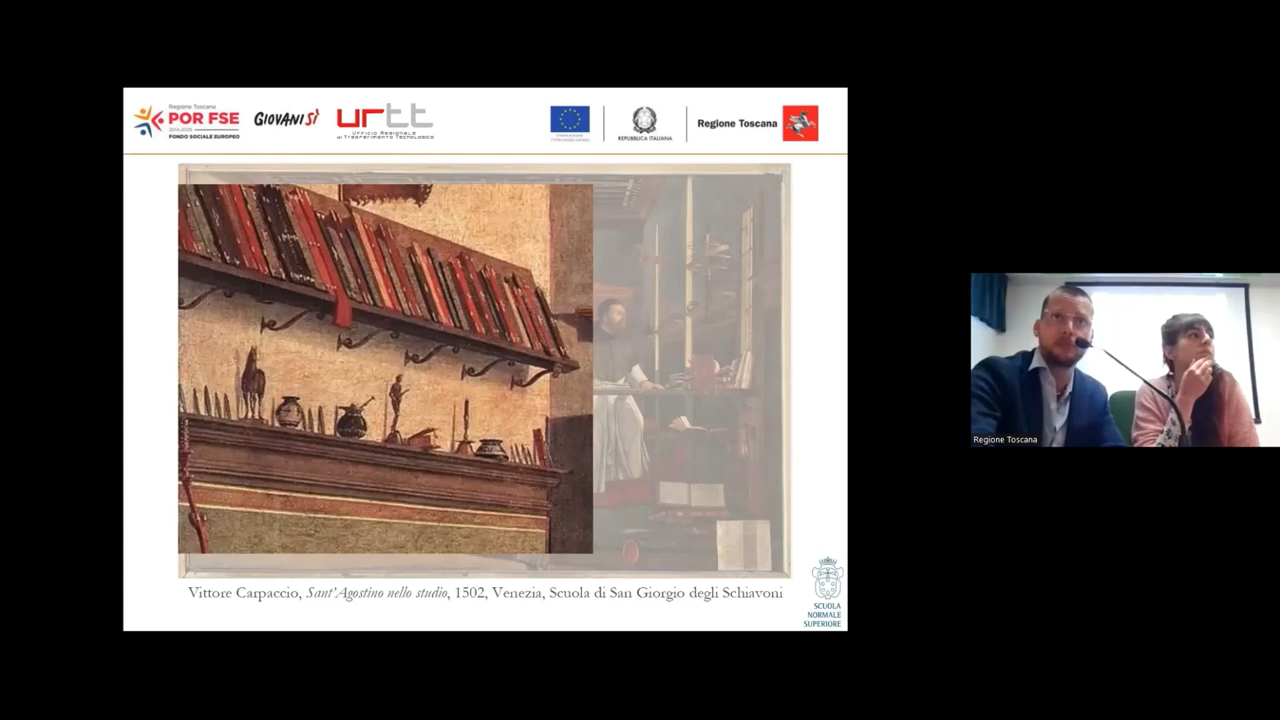 Regione Toscana
POR FSE
2014-2020
FONDO SOCIALE EUROPEO
GIOVANISÌ
urtt
Ufficio Regionale
di Trasferimento Tecnologico
REPUBBLICA ITALIANA
Regione Toscana
Regione Toscana
Vittore Carpaccio, Sant'Agostino nello studio, 1502, Venezia, Scuola di San Giorgio degli Schiavoni
SCUOLA
NORMALE
SUPERIORE